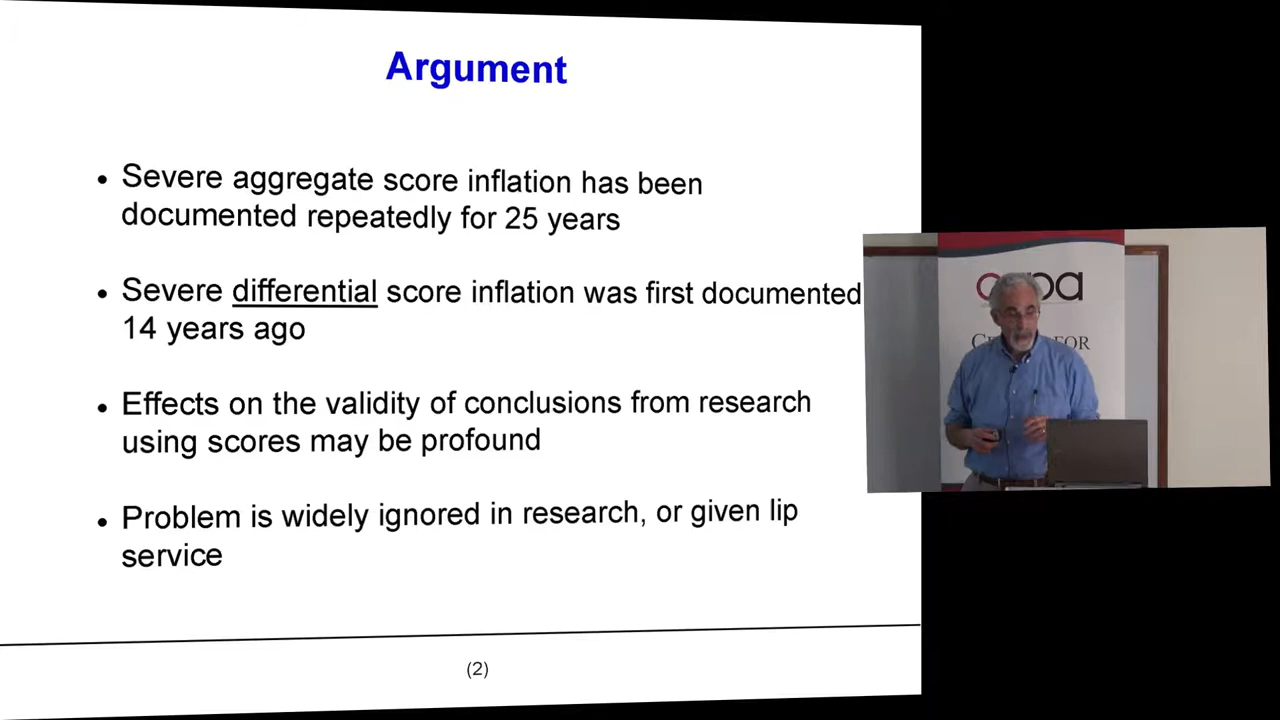 Argument
• Severe aggregate score inflation has been
documented repeatedly for 25 years
• Severe differential score inflation was first documented
14 years ago
• Effects on the validity of conclusions from research
using scores may be profound
• Problem is widely ignored in research, or given lip
service
(2)
FOR